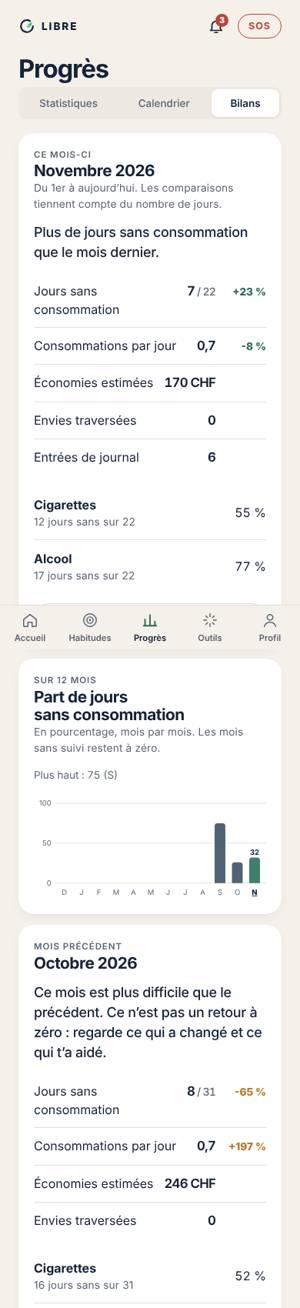 LIBRE
3
SOS
Progrès
Statistiques Calendrier Bilans
CE MOIS-CI
Novembre 2026
Du 1er à aujourd'hui. Les comparaisons
tiennent compte du nombre de jours.
Plus de jours sans consommation
que le mois dernier.
Jours sans
consommation
7 / 22 +23 %
Consommations par jour 0,7 -8 %
Économies estimées 170 CHF
Envies traversées 0
Entrées de journal 6
Cigarettes
12 jours sans sur 22
55 %
Alcool
17 jours sans sur 22
77 %
Accueil Habitudes Progrès Outils Profil
SUR 12 MOIS
Part de jours
sans consommation
En pourcentage, mois par mois. Les mois
sans suivi restent à zéro.
Plus haut : 75 (S)
100
50
0
32
D J F M A M J J A S O N
MOIS PRÉCÉDENT
Octobre 2026
Ce mois est plus difficile que le
précédent. Ce n'est pas un retour à
zéro : regarde ce qui a changé et ce
qui t'a aidé.
Jours sans
consommation
8 / 31 -65 %
Consommations par jour 0,7 +197 %
Économies estimées 246 CHF
Envies traversées 0
Cigarettes
16 jours sans sur 31
52 %